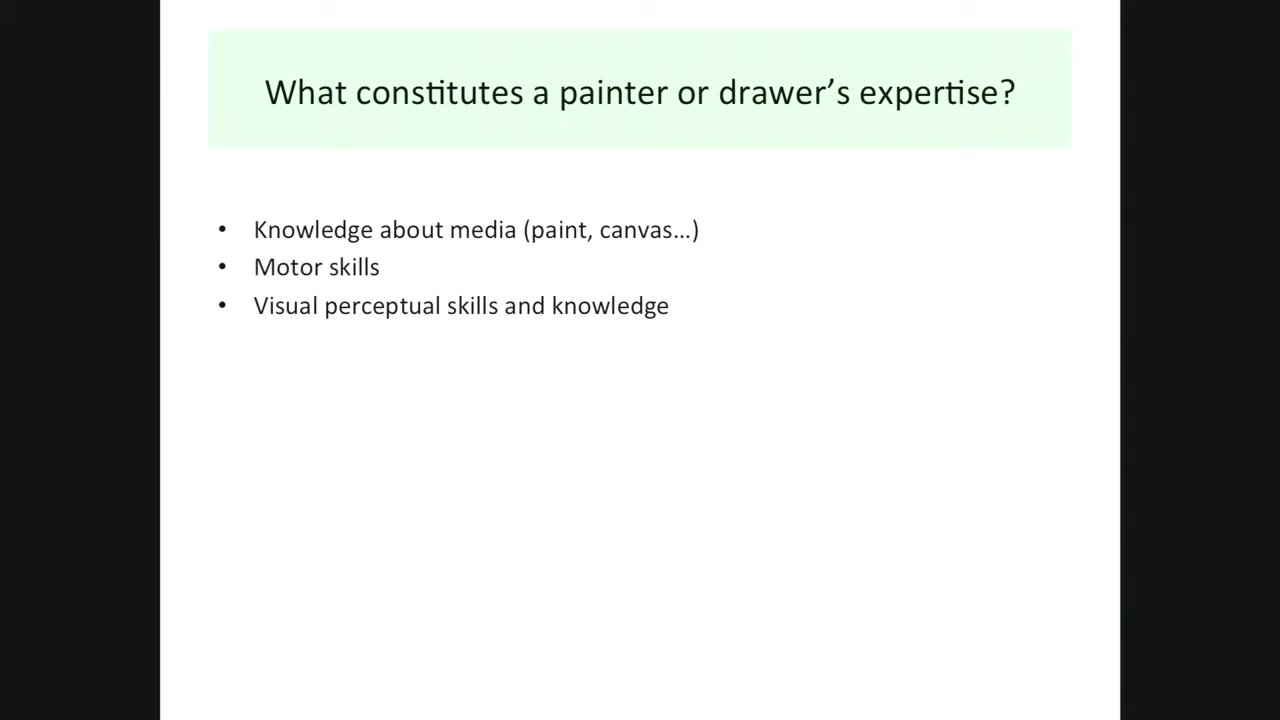 What constitutes a painter or drawer’s expertise?
• Knowledge about media (paint, canvas…)
• Motor skills
• Visual perceptual skills and knowledge